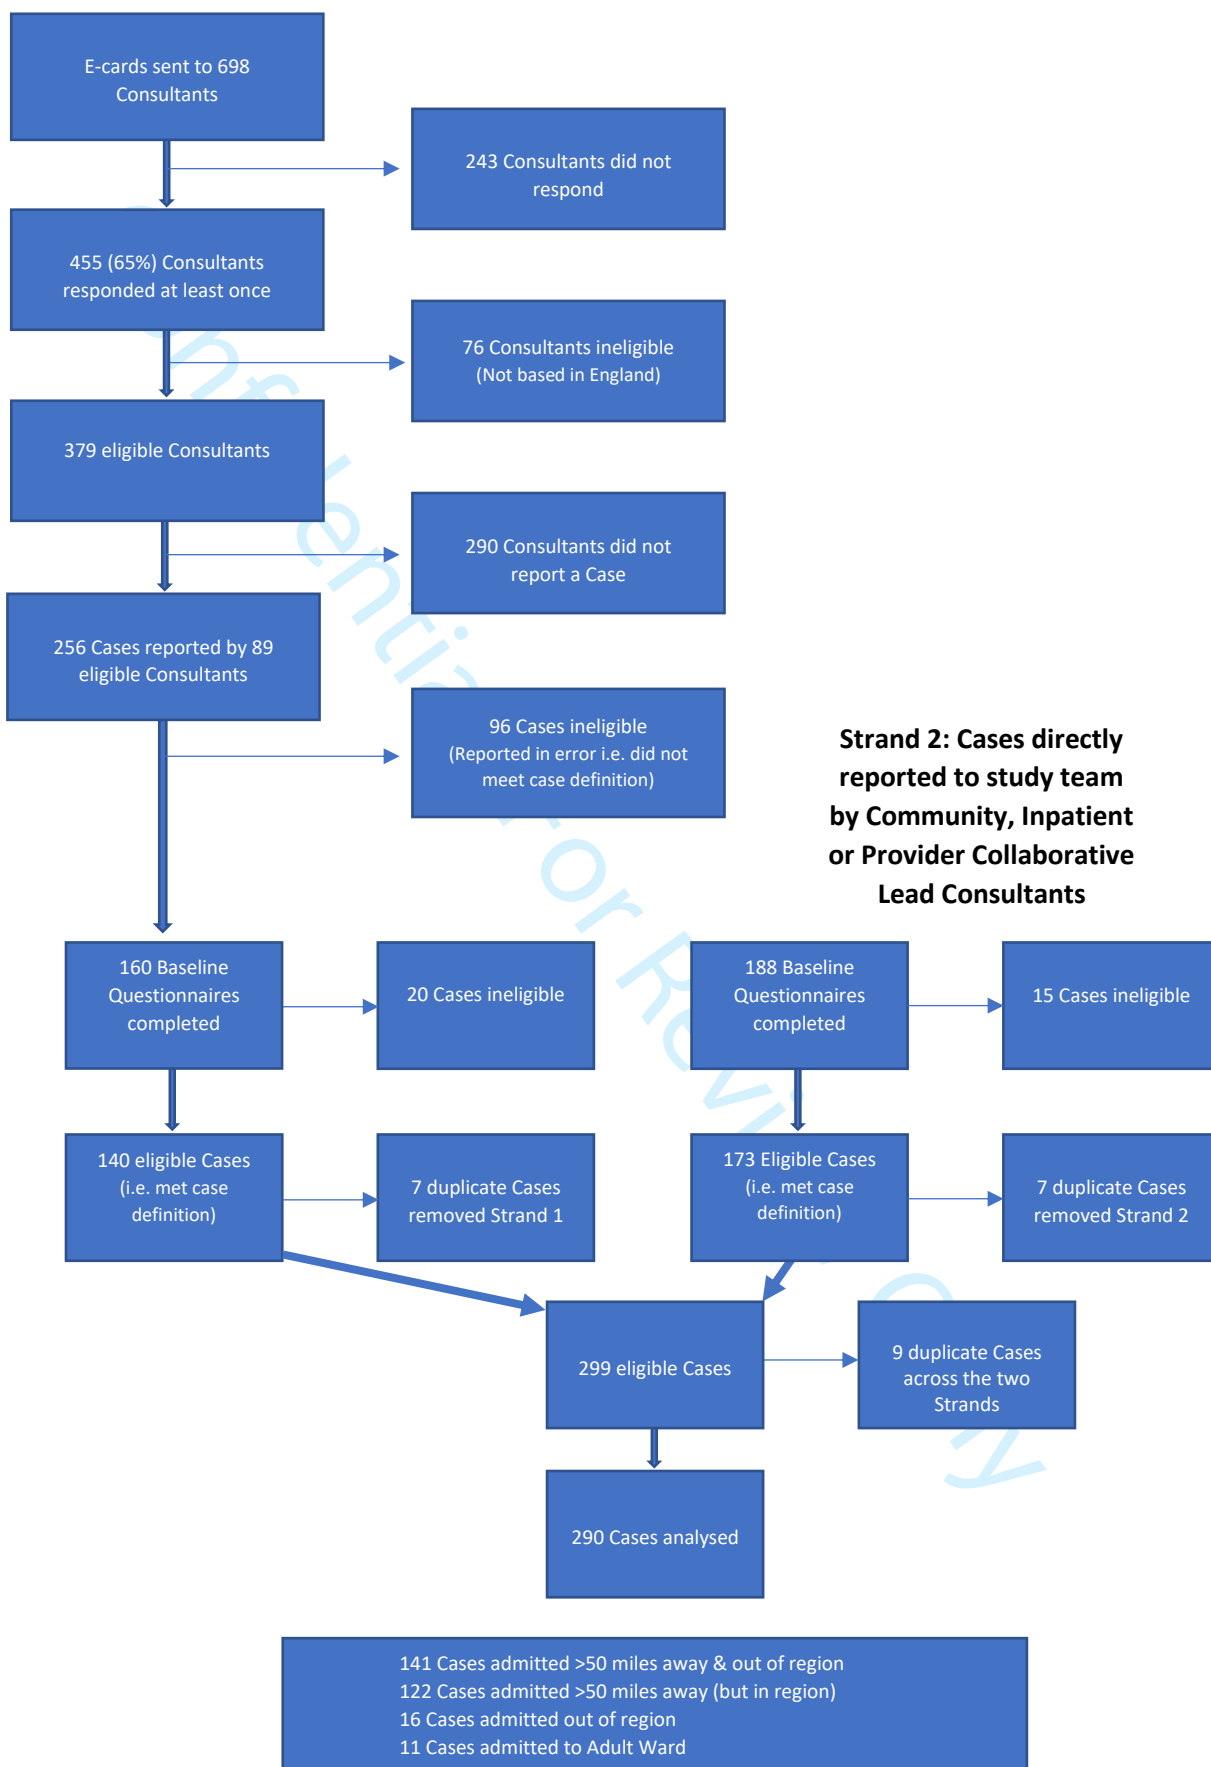 E-cards sent to 698
Consultants
243 Consultants did not
respond
455 (65%) Consultants
responded at least once
76 Consultants ineligible
(Not based in England)
379 eligible Consultants
290 Consultants did not
report a Case
256 Cases reported by 89
eligible Consultants
96 Cases ineligible
(Reported in error i.e. did not
meet case definition)
Strand 2: Cases directly
reported to study team
by Community, Inpatient
or Provider Collaborative
Lead Consultants
160 Baseline
Questionnaires
completed
20 Cases ineligible
188 Baseline
Questionnaires
completed
15 Cases ineligible
140 eligible Cases
(i.e. met case
definition)
7 duplicate Cases
removed Strand 1
173 Eligible Cases
(i.e. met case
definition)
7 duplicate Cases
removed Strand 2
299 eligible Cases
9 duplicate Cases
across the two
Strands
290 Cases analysed
141 Cases admitted >50 miles away & out of region
122 Cases admitted >50 miles away (but in region)
16 Cases admitted out of region
11 Cases admitted to Adult Ward